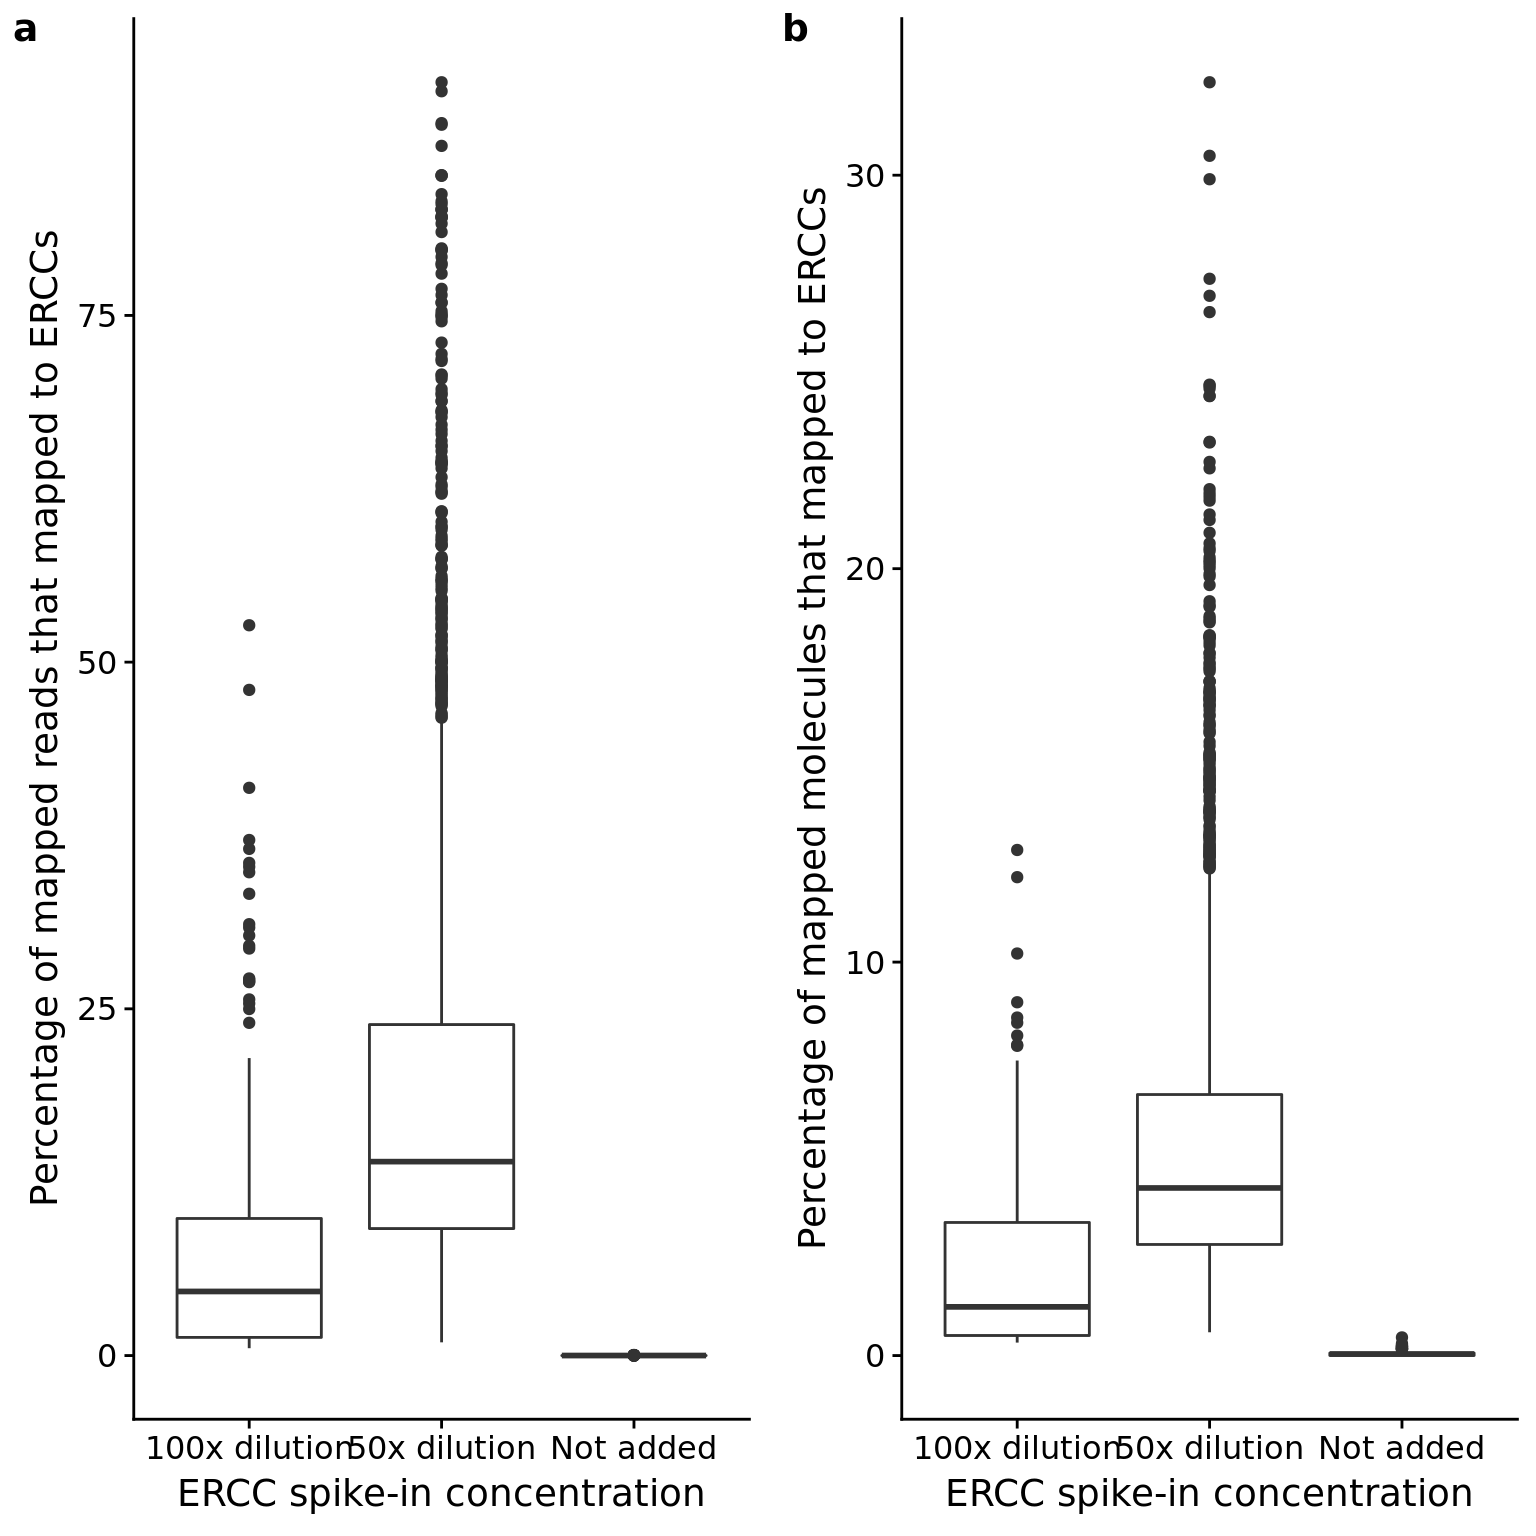 a
Percentage of mapped reads that mapped to ERCCs
75
50
25
0
100x dilution
50x dilution
Not added
ERCC spike-in concentration
b
Percentage of mapped molecules that mapped to ERCCs
30
20
10
0
100x dilution
50x dilution
Not added
ERCC spike-in concentration